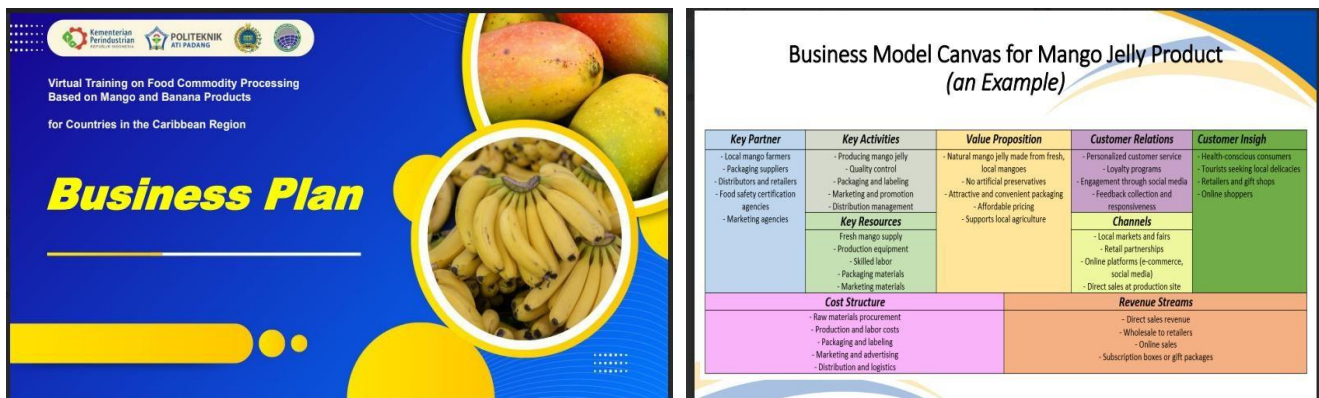 Kementerian
Perindustrian
REPUBLIK INDONESIA
POLITEKNIK
ATI PADANG
Virtual Training on Food Commodity Processing
Based on Mango and Banana Products
for Countries in the Caribbean Region
Business Plan
Business Model Canvas for Mango Jelly Product
(an Example)
Key Partner
- Local mango farmers
- Packaging suppliers
- Distributors and retailers
- Food safety certification
agencies
- Marketing agencies
Key Activities
- Producing mango jelly
- Quality control
- Packaging and labeling
- Marketing and promotion
- Distribution management
Key Resources
Fresh mango supply
- Production equipment
- Skilled labor
- Packaging materials
- Marketing materials
Value Proposition
- Natural mango jelly made from fresh,
local mangoes
- No artificial preservatives
- Attractive and convenient packaging
- Affordable pricing
- Supports local agriculture
Customer Relations
- Personalized customer service
- Loyalty programs
- Engagement through social media
- Feedback collection and
responsiveness
Channels
- Local markets and fairs
- Retail partnerships
- Online platforms (e-commerce,
social media)
- Direct sales at production site
Customer Insigh
- Health-conscious consumers
- Tourists seeking local delicacies
- Retailers and gift shops
- Online shoppers
Cost Structure
- Raw materials procurement
- Production and labor costs
- Packaging and labeling
- Marketing and advertising
- Distribution and logistics
Revenue Streams
- Direct sales revenue
- Wholesale to retailers
- Online sales
- Subscription boxes or gift packages